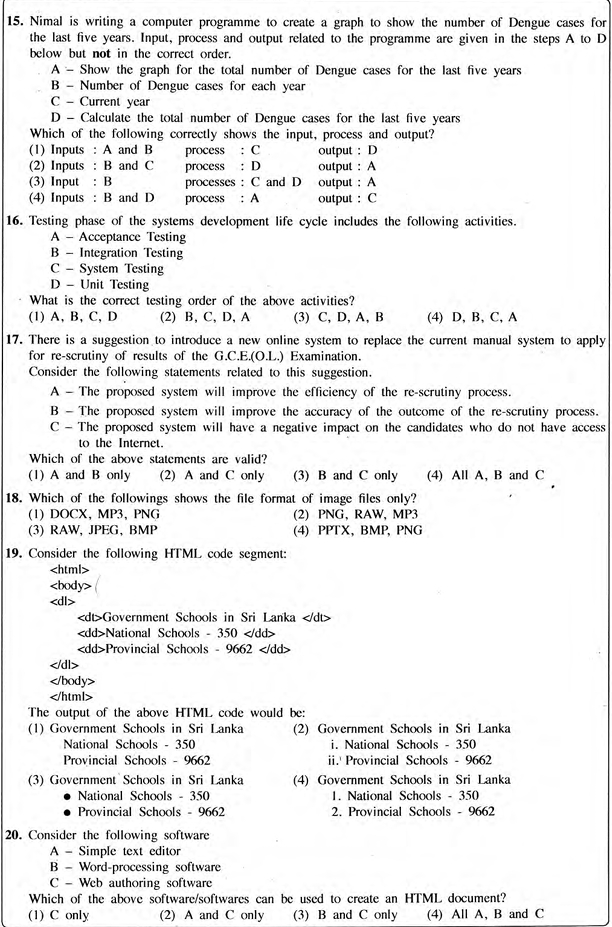 15. Nimal is writing a computer programme to create a graph to show the number of Dengue cases for
the last five years. Input, process and output related to the programme are given in the steps A to D
below but not in the correct order.
A – Show the graph for the total number of Dengue cases for the last five years
B – Number of Dengue cases for each year
C – Current year
D – Calculate the total number of Dengue cases for the last five years
Which of the following correctly shows the input, process and output?
(1) Inputs : A and B process : C output : D
(2) Inputs : B and C process : D output : A
(3) Input : B processes : C and D output : A
(4) Inputs : B and D process : A output : C
16. Testing phase of the systems development life cycle includes the following activities.
A – Acceptance Testing
B – Integration Testing
C – System Testing
D – Unit Testing
What is the correct testing order of the above activities?
(1) A, B, C, D (2) B, C, D, A (3) C, D, A, B (4) D, B, C, A
17. There is a suggestion to introduce a new online system to replace the current manual system to apply
for re-scrutiny of results of the G.C.E.(O.L.) Examination.
Consider the following statements related to this suggestion.
A – The proposed system will improve the efficiency of the re-scrutiny process.
B – The proposed system will improve the accuracy of the outcome of the re-scrutiny process.
C – The proposed system will have a negative impact on the candidates who do not have access
to the Internet.
Which of the above statements are valid?
(1) A and B only (2) A and C only (3) B and C only (4) All A, B and C
18. Which of the followings shows the file format of image files only?
(1) DOCX, MP3, PNG (2) PNG, RAW, MP3
(3) RAW, JPEG, BMP (4) PPTX, BMP, PNG
19. Consider the following HTML code segment:
<html>
<body>
<dl>
<dt>Government Schools in Sri Lanka </dt>
<dd>National Schools - 350 </dd>
<dd>Provincial Schools - 9662 </dd>
</dl>
</body>
</html>
The output of the above HTML code would be:
(1) Government Schools in Sri Lanka (2) Government Schools in Sri Lanka
National Schools - 350 i. National Schools - 350
Provincial Schools - 9662 ii. Provincial Schools - 9662
(3) Government Schools in Sri Lanka (4) Government Schools in Sri Lanka
● National Schools - 350 1. National Schools - 350
● Provincial Schools - 9662 2. Provincial Schools - 9662
20. Consider the following software
A – Simple text editor
B – Word-processing software
C – Web authoring software
Which of the above software/softwares can be used to create an HTML document?
(1) C only (2) A and C only (3) B and C only (4) All A, B and C